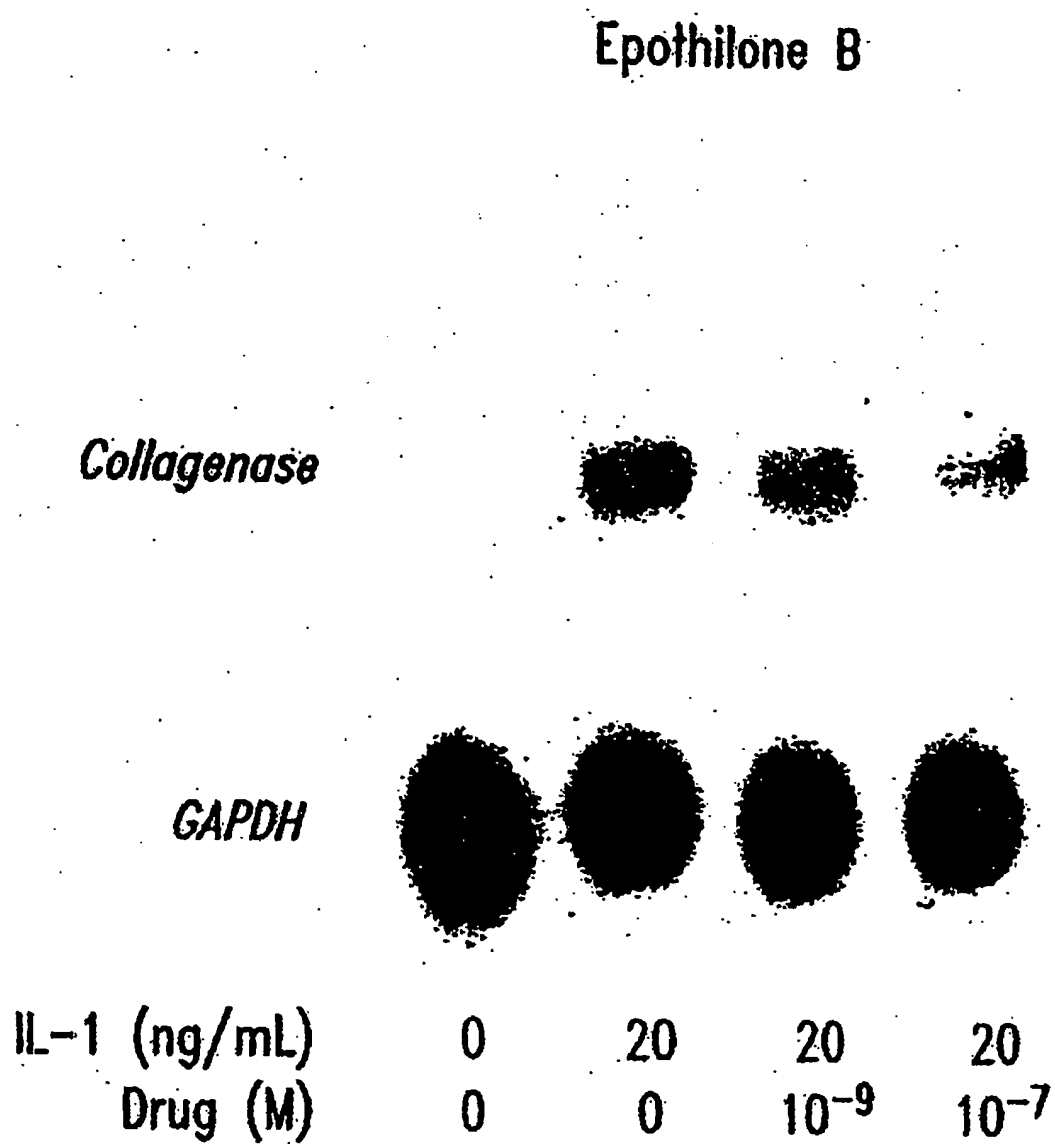 Epothilone B
Collagenase
GAPDH
IL-1 (ng/mL) 0 20 20 20
Drug (M) 0 0 10⁻⁹ 10⁻⁷